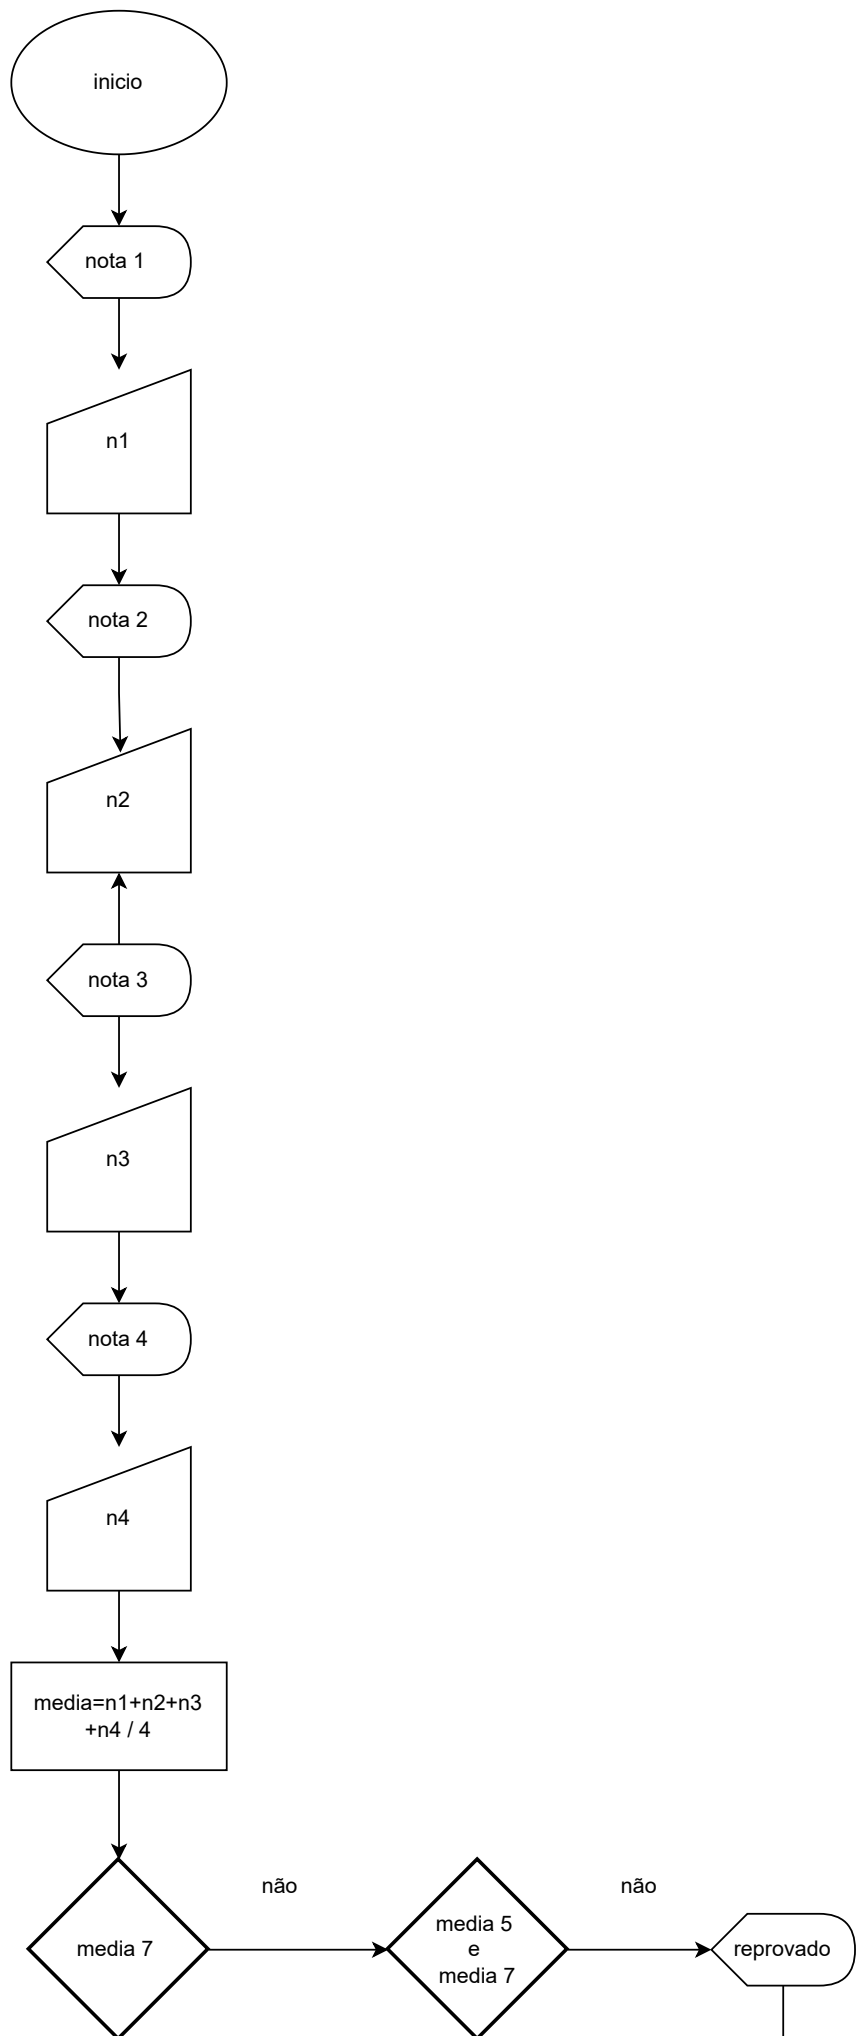 inicio
nota 1
n1
nota 2
n2
nota 3
n3
nota 4
n4
media=n1+n2+n3
+n4 / 4
media 7
não
media 5
e
media 7
não
reprovado